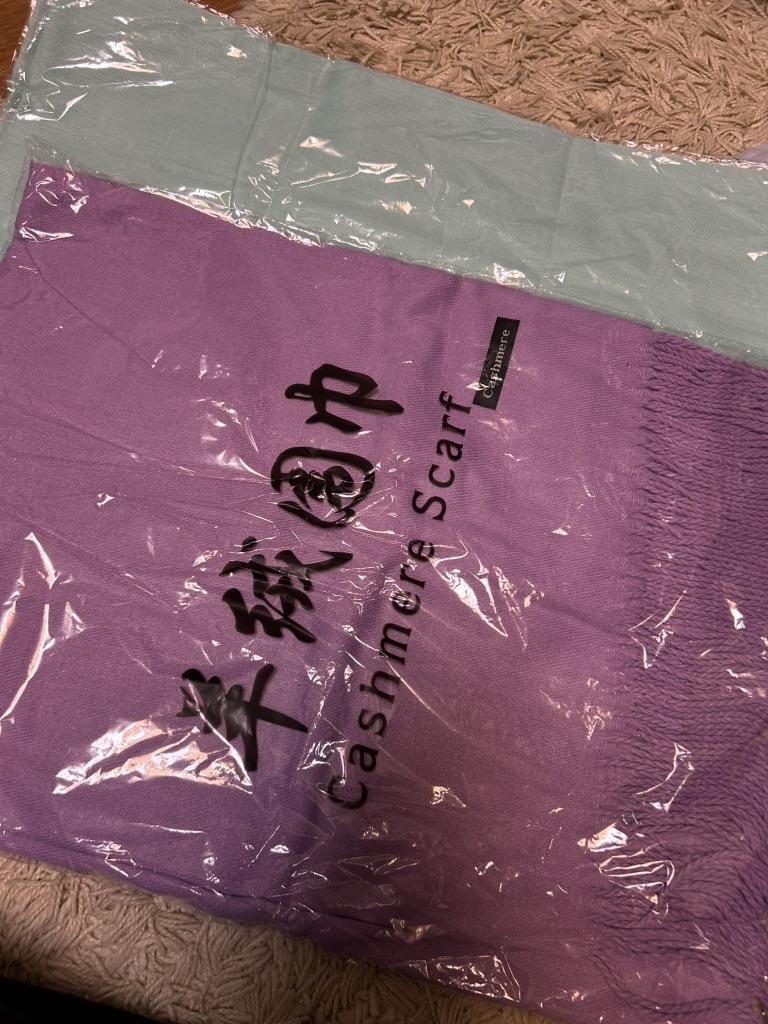 羊绒围巾
Cashmere Scarf
Cashmere